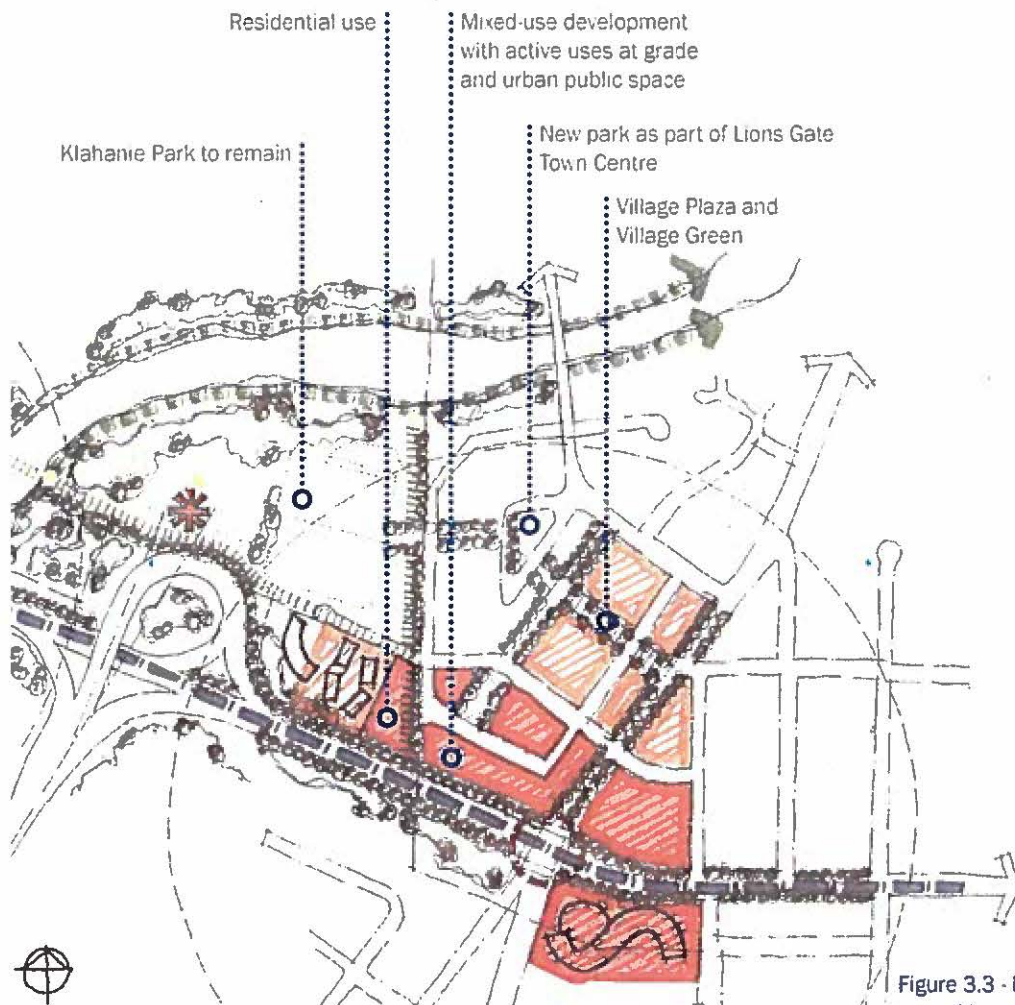 Residential use
Mixed-use development
with active uses at grade
and urban public space
Klahanie Park to remain
New park as part of Lions Gate
Town Centre
Village Plaza and
Village Green
Figure 3.3 -